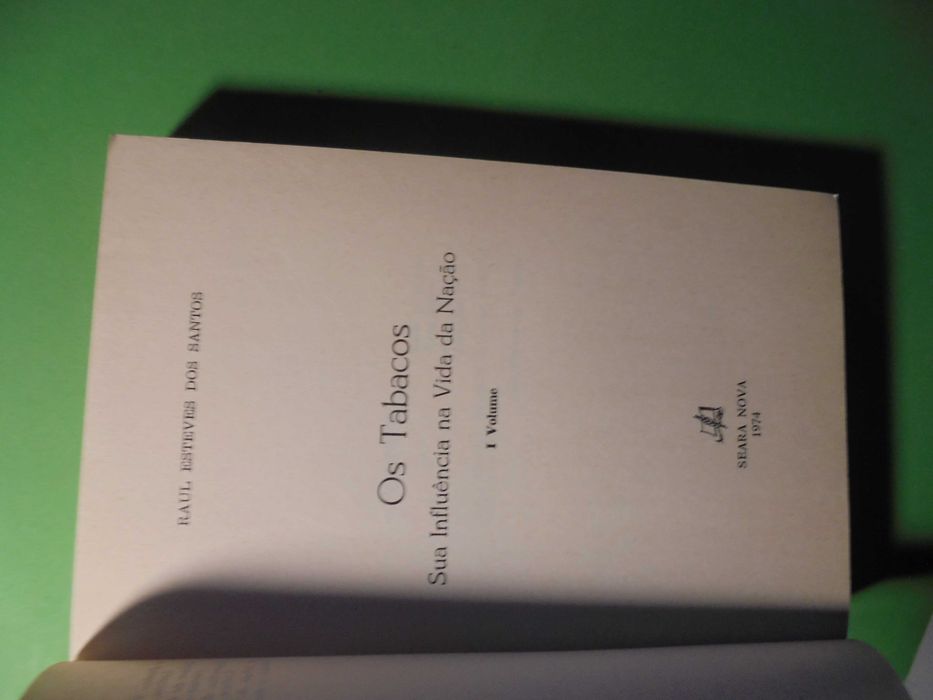 RAUL ESTEVES DOS SANTOS
Os Tabacos
Sua Influência na Vida da Nação
I Volume
SEARA NOVA
1974